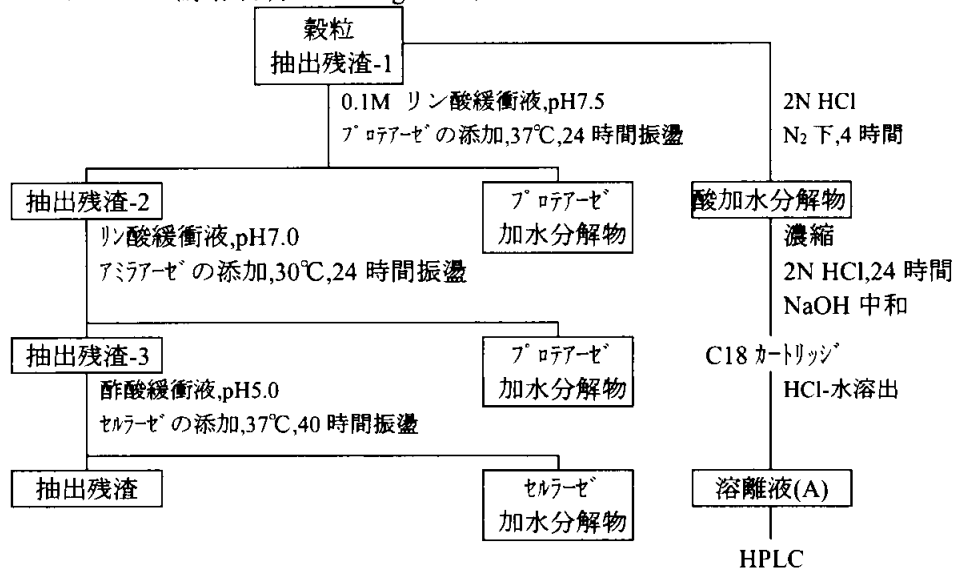 穀粒
抽出残渣-1
0.1M リン酸緩衝液,pH7.5
プロテアーゼの添加,37℃,24 時間振盪
2N HCl
N₂ 下,4 時間
抽出残渣-2
プロテアーゼ
加水分解物
酸加水分解物
リン酸緩衝液,pH7.0
アミラアーゼの添加,30℃,24 時間振盪
濃縮
2N HCl,24 時間
NaOH 中和
抽出残渣-3
プロテアーゼ
加水分解物
C18 カートリッジ
HCl-水溶出
酢酸緩衝液,pH5.0
セルラーゼの添加,37℃,40 時間振盪
抽出残渣
セルラーゼ
加水分解物
溶離液(A)
HPLC